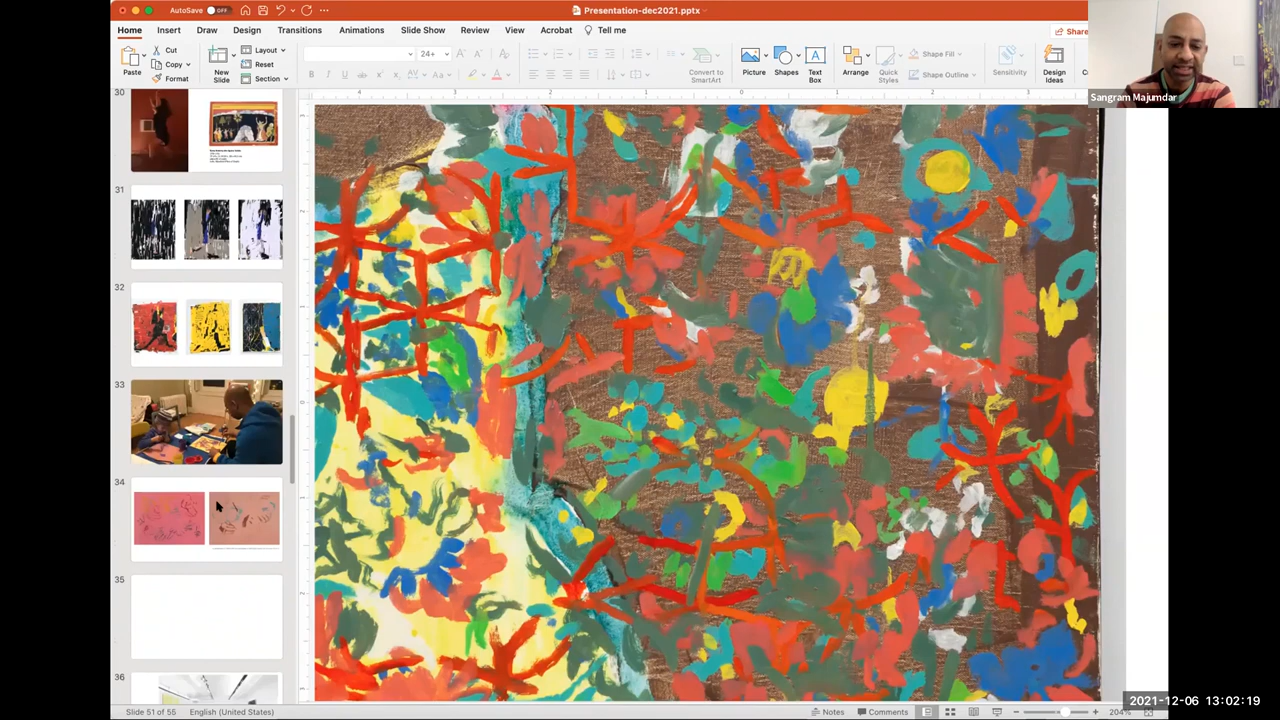 AutoSave OFF
Presentation-dec2021.pptx
Home Insert Draw Design Transitions Animations Slide Show Review View Acrobat Tell me
Share
Paste
Cut
Copy
Format
New Slide
Layout
Reset
Section
24+
Convert to SmartArt
Picture
Shapes
Text Box
Arrange
Quick Styles
Shape Fill
Shape Outline
Sensitivity
Design Ideas
Sangram Majumdar
30
31
32
33
34
35
36
Slide 51 of 55
English (United States)
Notes
Comments
204%
2021-12-06 13:02:19